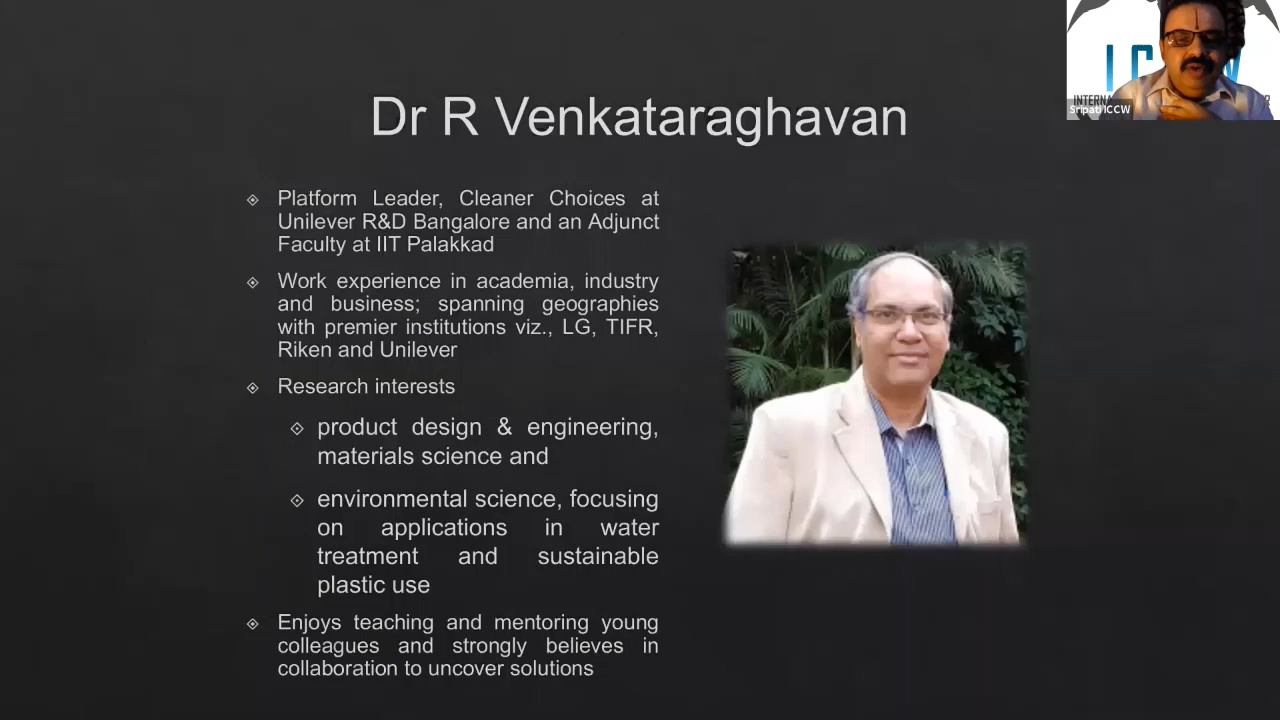 Dr R Venkataraghavan
Platform Leader, Cleaner Choices at
Unilever R&D Bangalore and an Adjunct
Faculty at IIT Palakkad
Work experience in academia, industry
and business; spanning geographies
with premier institutions viz., LG, TIFR,
Riken and Unilever
Research interests
product design & engineering,
materials science and
environmental science, focusing
on applications in water
treatment and sustainable
plastic use
Enjoys teaching and mentoring young
colleagues and strongly believes in
collaboration to uncover solutions
Sripati ICCW